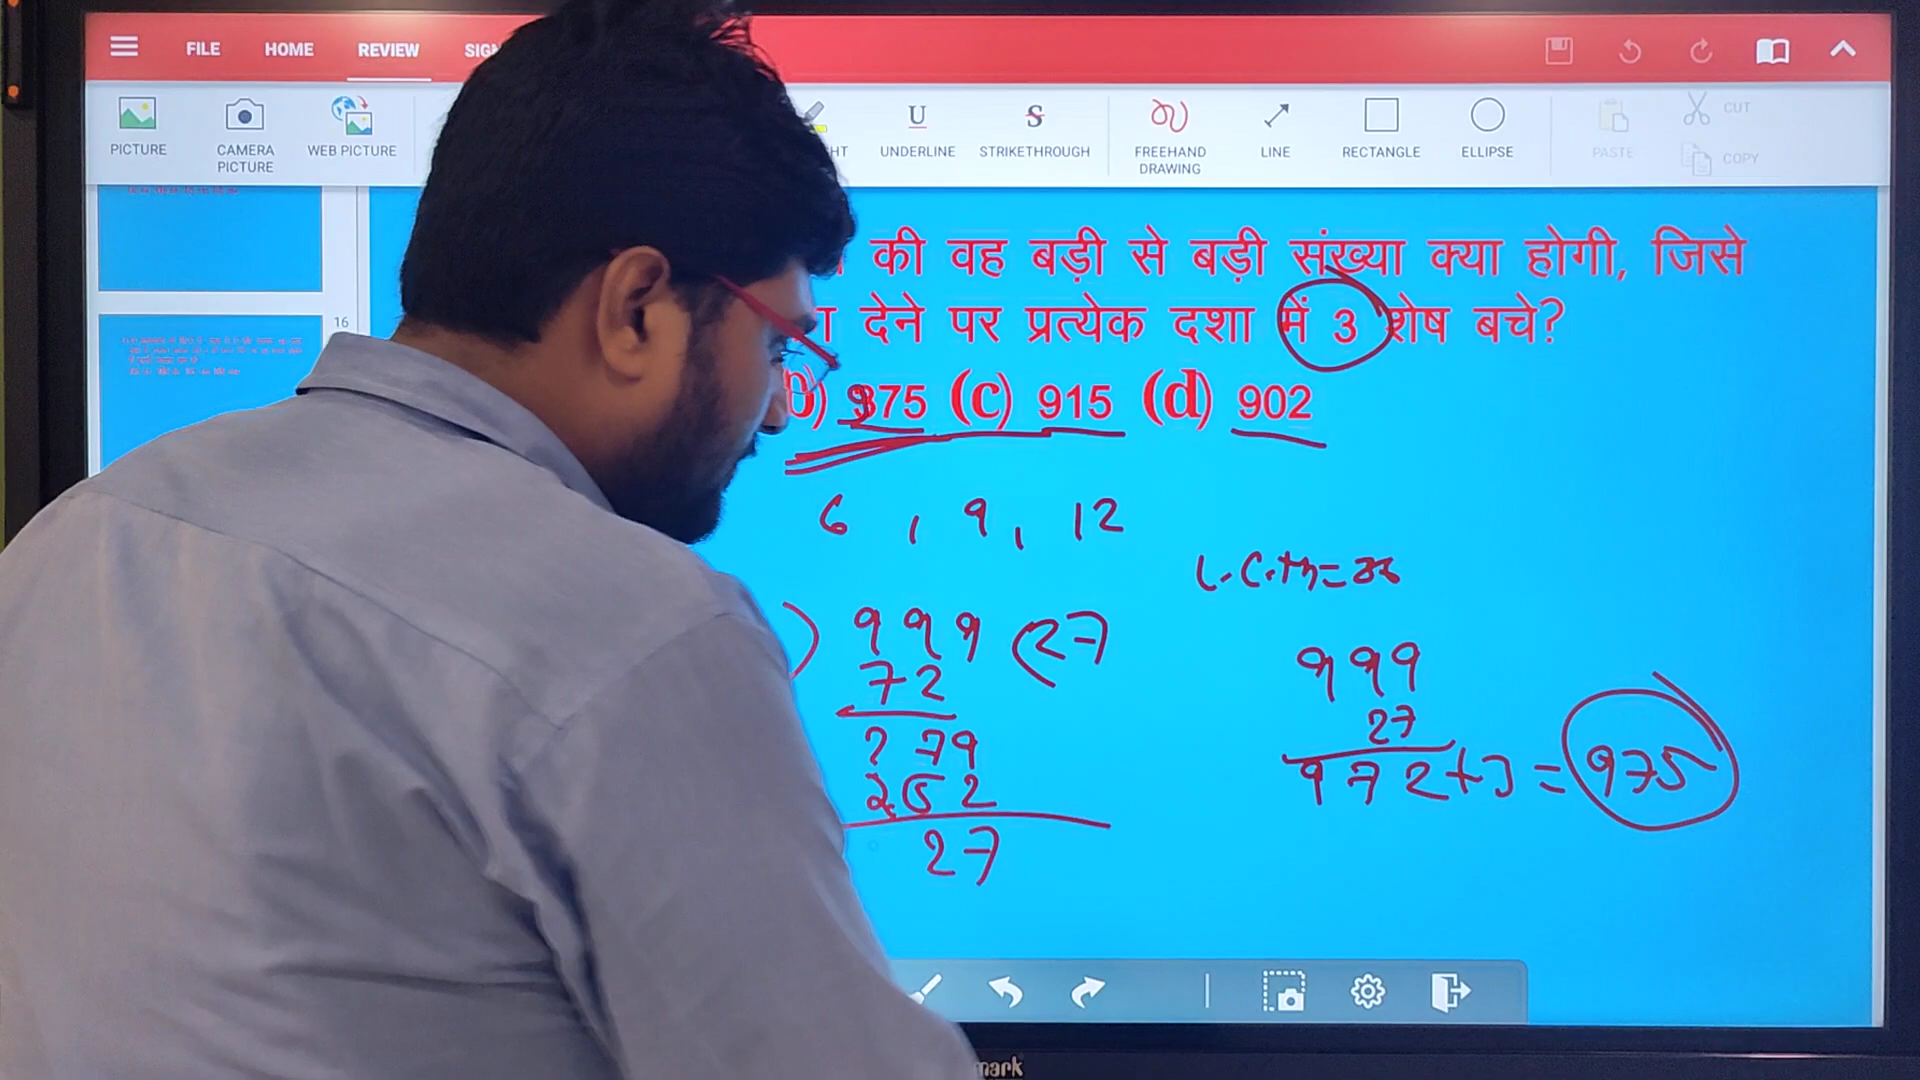 FILE HOME REVIEW
PICTURE CAMERA PICTURE WEB PICTURE UNDERLINE STRIKETHROUGH FREEHAND DRAWING LINE RECTANGLE ELLIPSE PASTE CUT COPY
16
की वह बड़ी से बड़ी संख्या क्या होगी, जिसे
देने पर प्रत्येक दशा में 3 शेष बचे?
975 (c) 915 (d) 902
6 , 9 , 12
L.C.M = 36
) 999 ( 27
72
279
252
27
999
27
972 + 3 = 975